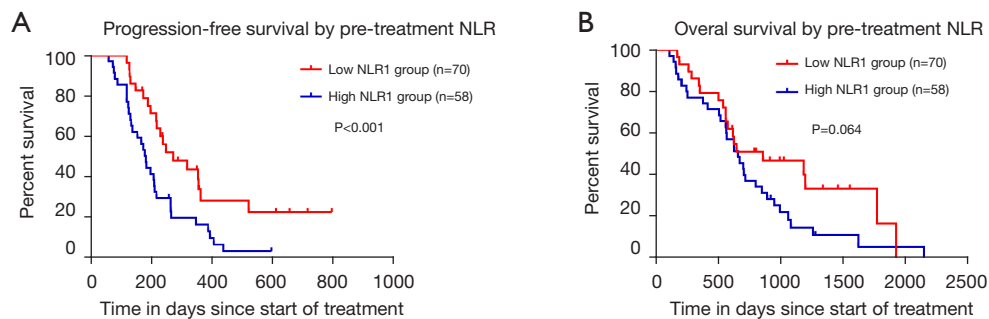 A
Progression-free survival by pre-treatment NLR
Percent survival
100
80
60
40
20
0
Low NLR1 group (n=70)
High NLR1 group (n=58)
P<0.001
0 200 400 600 800 1000
Time in days since start of treatment
B
Overal survival by pre-treatment NLR
Percent survival
100
80
60
40
20
0
Low NLR1 group (n=70)
High NLR1 group (n=58)
P=0.064
0 500 1000 1500 2000 2500
Time in days since start of treatment